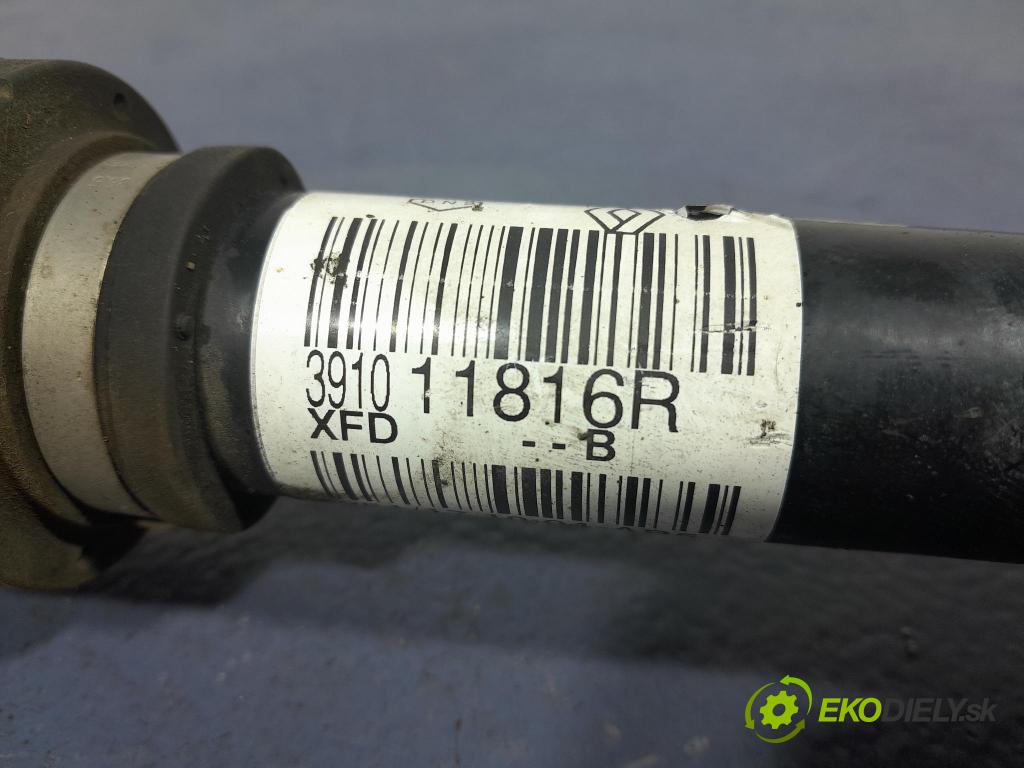 3910 11816R
XFD --B
EKODIELY.sk